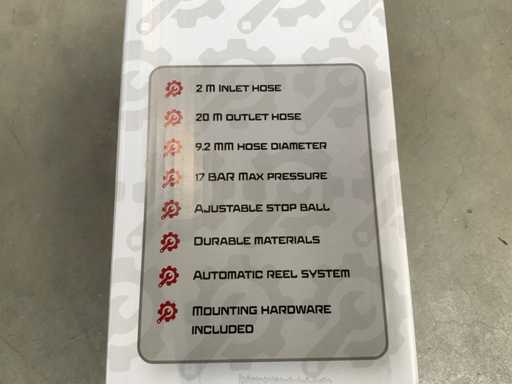 2 m inlet hose
20 m outlet hose
9.2 mm hose diameter
17 BAR max pressure
Ajustable stop ball
Durable materials
Automatic reel system
Mounting hardware
included